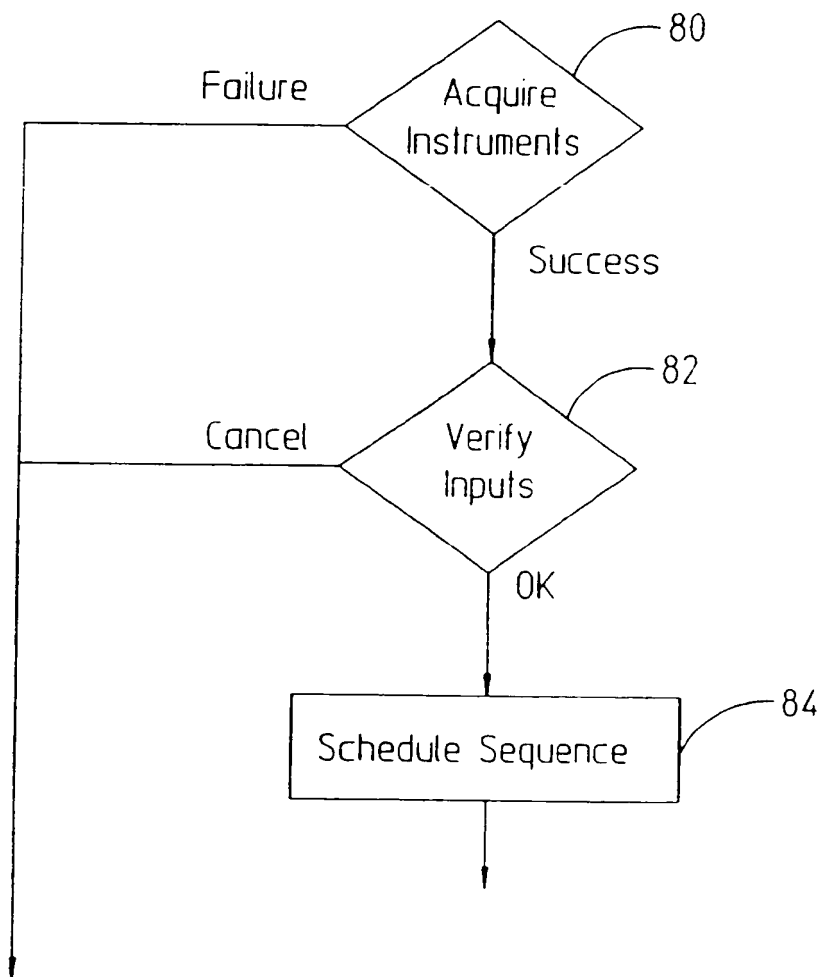 80
Failure
Acquire
Instruments
Success
82
Cancel
Verify
Inputs
OK
84
Schedule Sequence